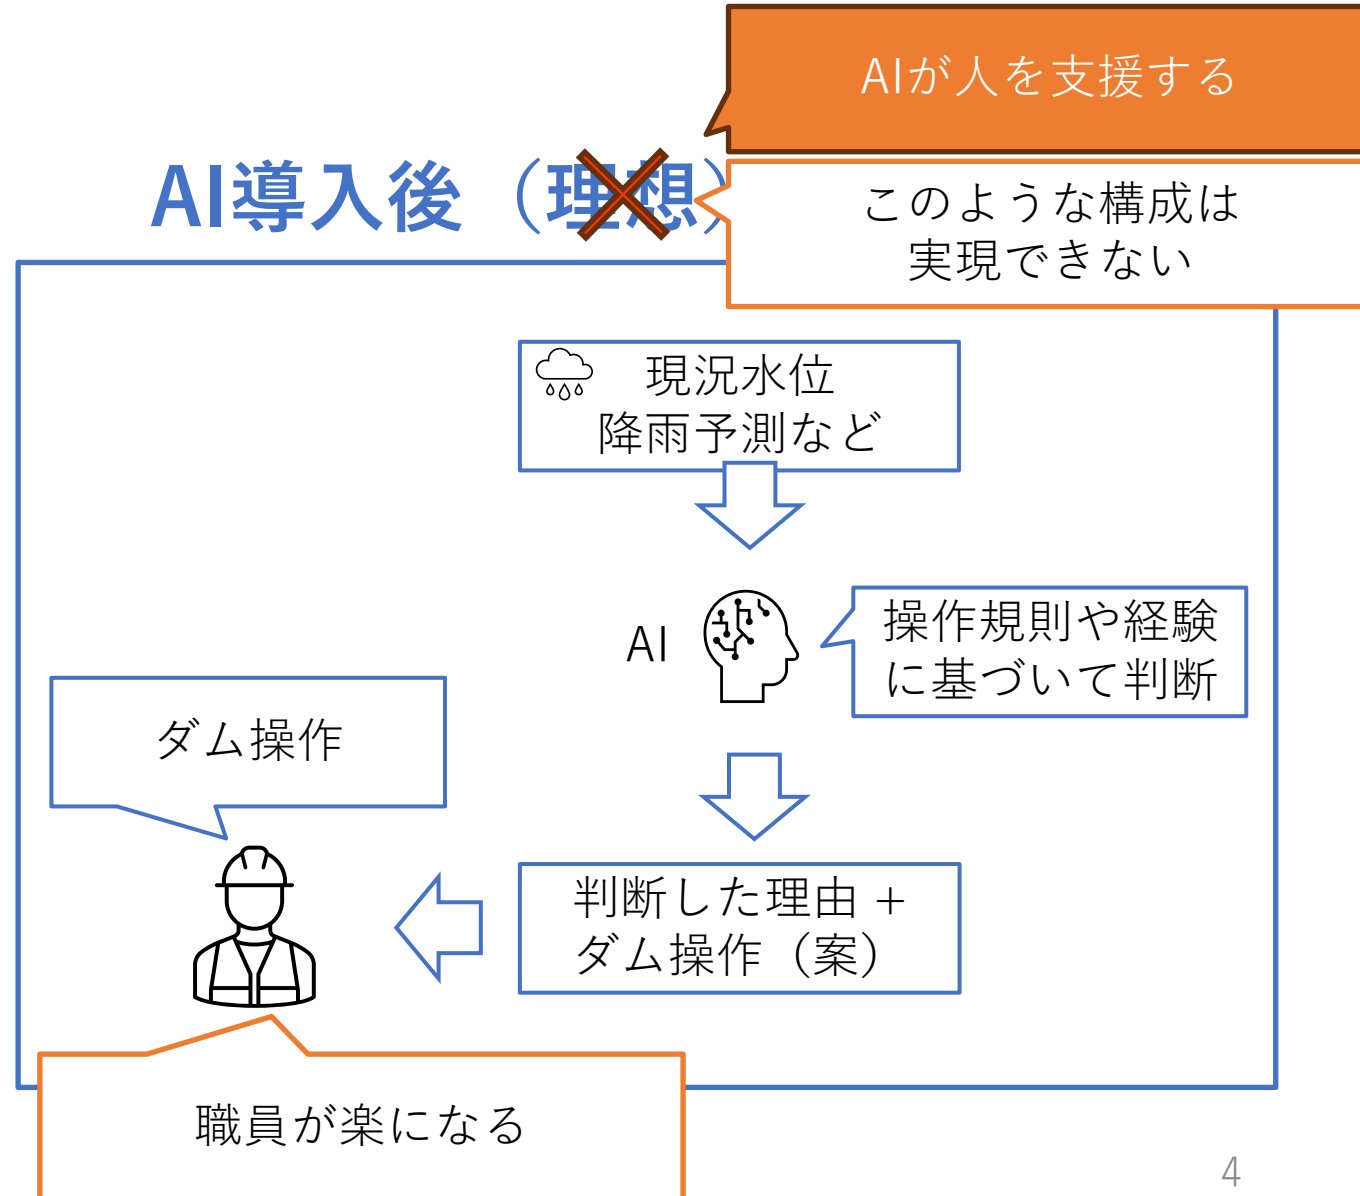 AIが人を支援する
AI導入後（理想）
このような構成は
実現できない
現況水位
降雨予測など
AI
操作規則や経験
に基づいて判断
ダム操作
判断した理由 +
ダム操作（案）
職員が楽になる
4